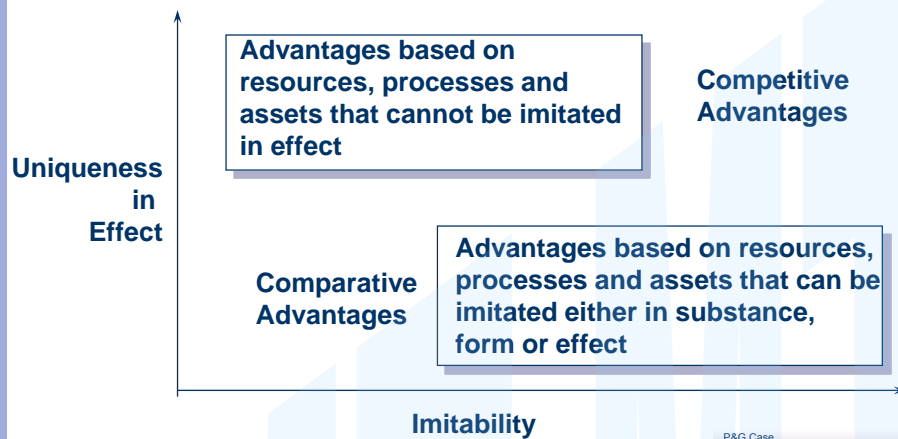 Advantages based on
resources, processes and
assets that cannot be imitated
in effect
Competitive
Advantages
Uniqueness
in
Effect
Comparative
Advantages
Advantages based on resources,
processes and assets that can be
imitated either in substance,
form or effect
Imitability
P&G Case